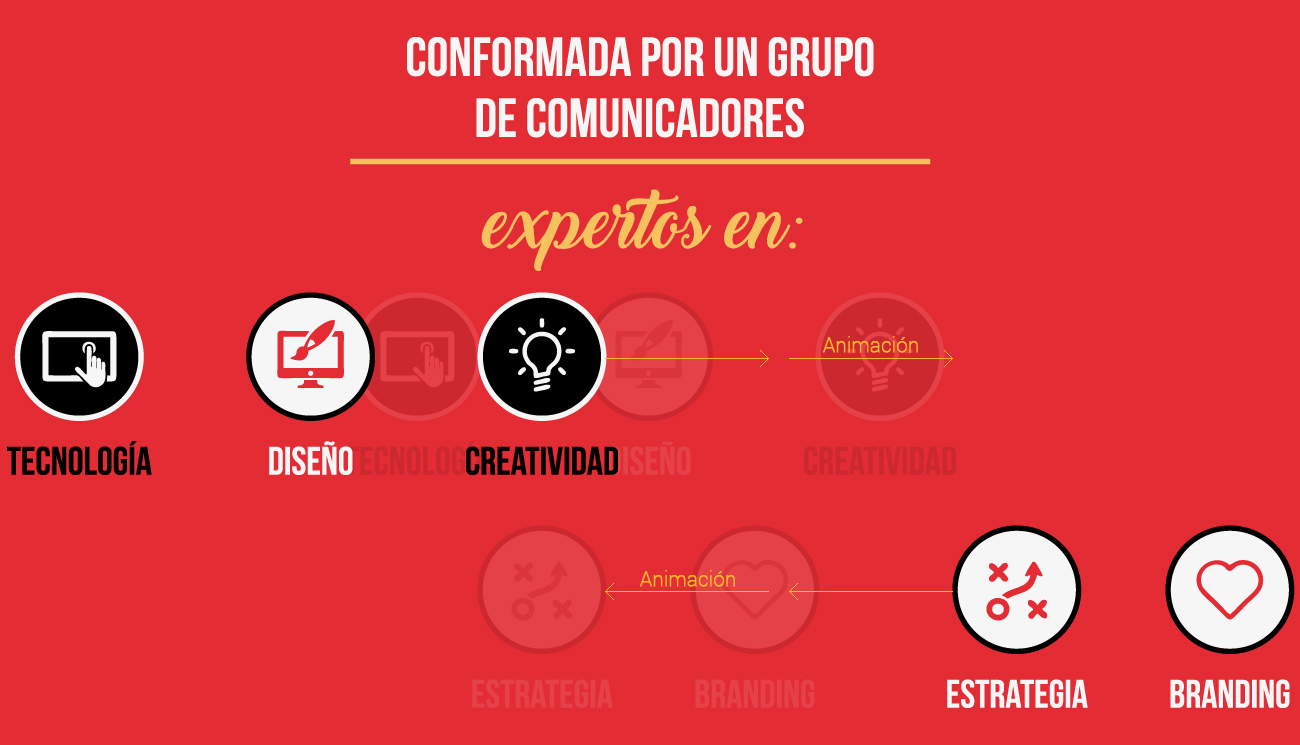 CONFORMADA POR UN GRUPO
DE COMUNICADORES
expertos en:
Animación
TECNOLOGÍA DISEÑO TECNOLOGÍA CREATIVIDAD DISEÑO CREATIVIDAD
Animación
ESTRATEGIA BRANDING ESTRATEGIA BRANDING